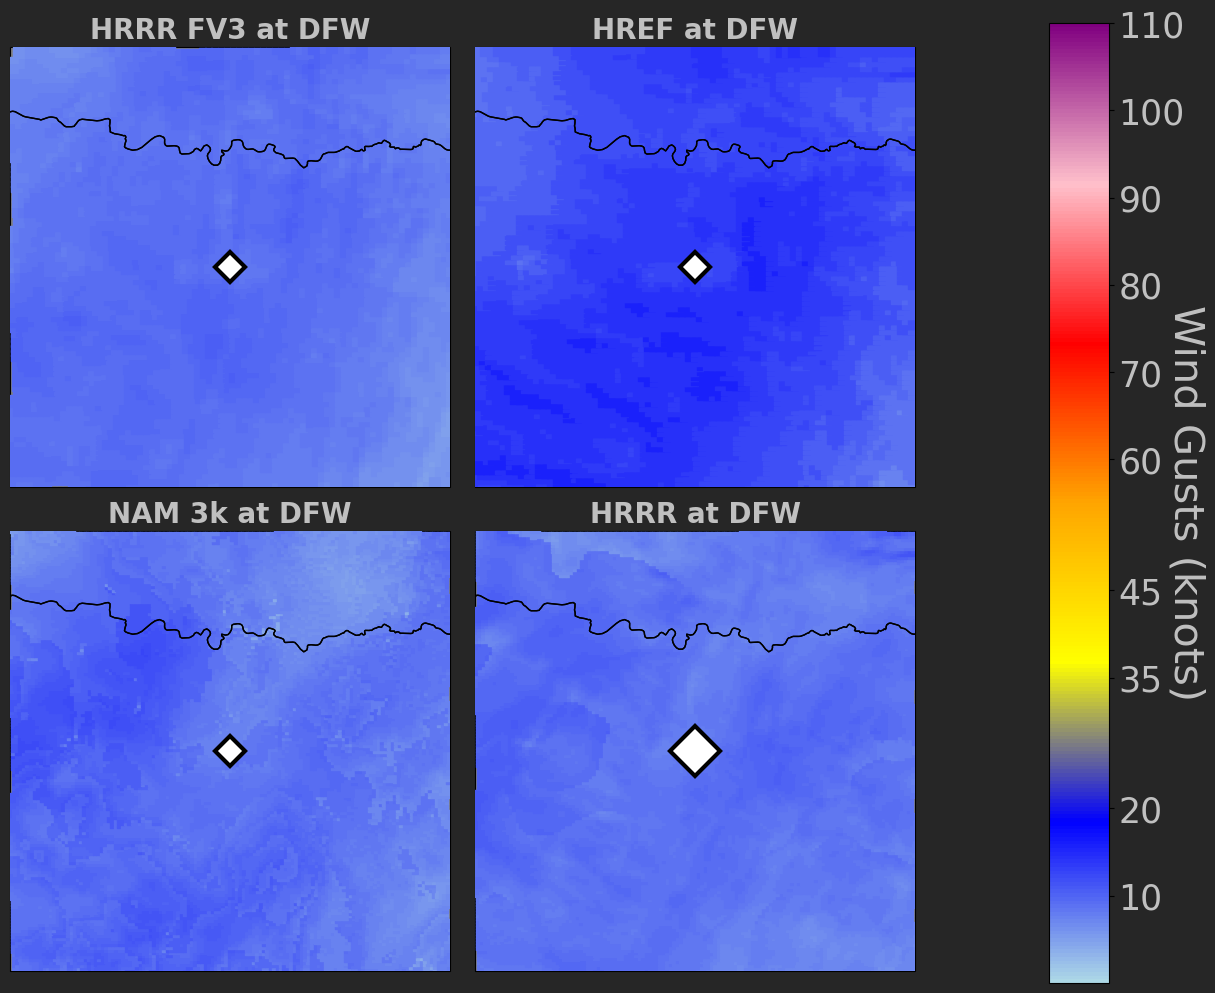 HRRR FV3 at DFW
HREF at DFW
NAM 3k at DFW
HRRR at DFW
110
100
90
80
70
60
45
35
20
10
Wind Gusts (knots)